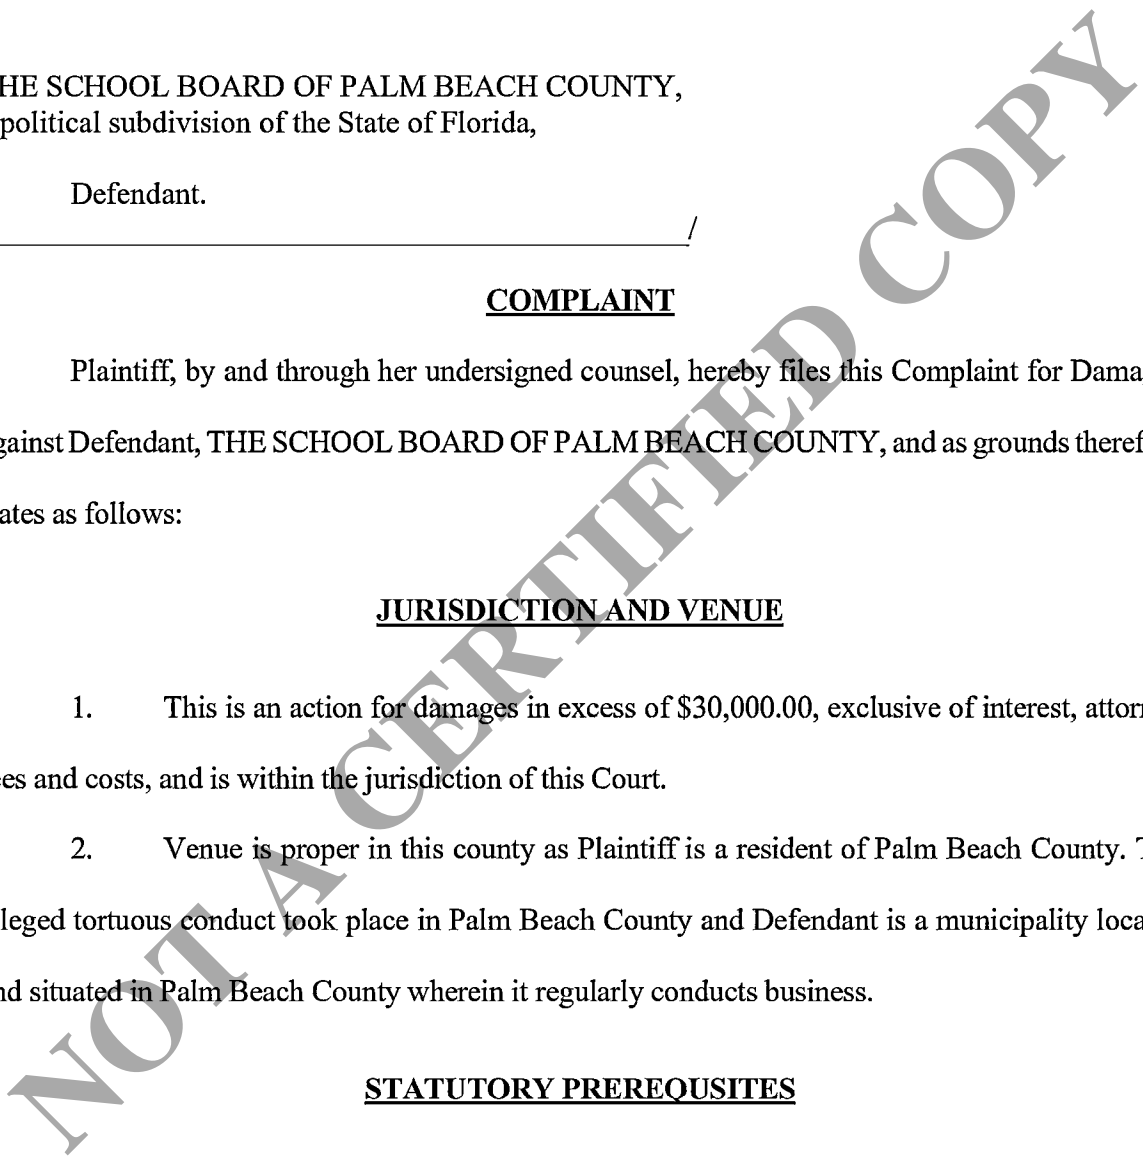 HE SCHOOL BOARD OF PALM BEACH COUNTY,
political subdivision of the State of Florida,
Defendant.
/
COMPLAINT
Plaintiff, by and through her undersigned counsel, hereby files this Complaint for Dama
gainst Defendant, THE SCHOOL BOARD OF PALM BEACH COUNTY, and as grounds theref
ates as follows:
JURISDICTION AND VENUE
1. This is an action for damages in excess of $30,000.00, exclusive of interest, attorn
es and costs, and is within the jurisdiction of this Court.
2. Venue is proper in this county as Plaintiff is a resident of Palm Beach County. T
leged tortuous conduct took place in Palm Beach County and Defendant is a municipality loca
nd situated in Palm Beach County wherein it regularly conducts business.
STATUTORY PREREQUSITES
NOT A CERTIFIED COPY